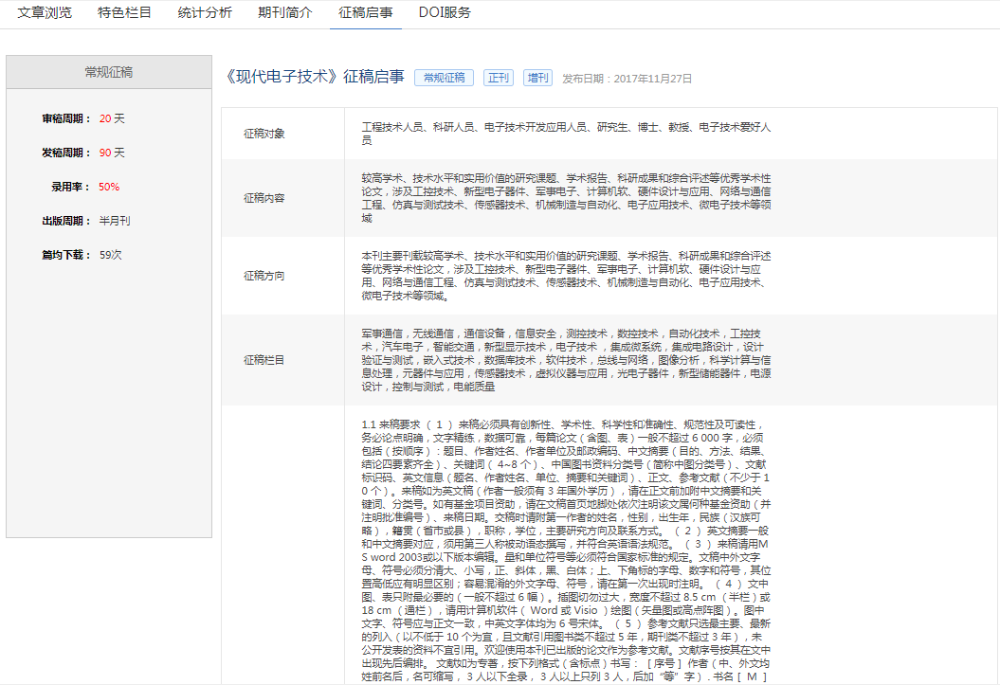 文章浏览 特色栏目 统计分析 期刊简介 征稿启事 DOI服务
常规征稿
审稿周期： 20 天
发稿周期： 90 天
录用率： 50%
出版周期： 半月刊
篇均下载： 59次
《现代电子技术》征稿启事 常规征稿 正刊 增刊 发布日期：2017年11月27日
征稿对象
工程技术人员、科研人员、电子技术开发应用人员、研究生、博士、教授、电子技术爱好人
员
征稿内容
较高学术、技术水平和实用价值的研究课题、学术报告、科研成果和综合评述等优秀学术性
论文，涉及工控技术、新型电子器件、军事电子、计算机软、硬件设计与应用、网络与通信
工程、仿真与测试技术、传感器技术、机械制造与自动化、电子应用技术、微电子技术等领
域
征稿方向
本刊主要刊载较高学术、技术水平和实用价值的研究课题、学术报告、科研成果和综合评述
等优秀学术性论文，涉及工控技术、新型电子器件、军事电子、计算机软、硬件设计与应
用、网络与通信工程、仿真与测试技术、传感器技术、机械制造与自动化、电子应用技术、
微电子技术等领域。
征稿栏目
军事通信，无线通信，通信设备，信息安全，测控技术，数控技术，自动化技术，工控技
术，汽车电子，智能交通，新型显示技术，电子技术 ，集成微系统，集成电路设计，设计
验证与测试，嵌入式技术，数据库技术，软件技术，总线与网络，图像分析，科学计算与信
息处理，元器件与应用，传感器技术，虚拟仪器与应用，光电子器件，新型储能器件，电源
设计，控制与测试，电能质量
1.1 来稿要求 （ 1 ） 来稿必须具有创新性、学术性、科学性和准确性、规范性及可读性，
务必论点明确，文字精练，数据可靠，每篇论文（含图、表）一般不超过 6 000 字，必须
包括（按顺序）：题目、作者姓名、作者单位及邮政编码、中文摘要（目的、方法、结果、
结论四要素齐全）、关键词（ 4~8 个）、中国图书资料分类号（简称中图分类号）、文献
标识码、英文信息（题名、作者姓名、单位、摘要和关键词）、正文、参考文献（不少于 1
0 个）。来稿如为英文稿（作者一般须有 3 年国外学历），请在正文前加附中文摘要和关
键词、分类号。如有基金项目资助，请在文稿首页地脚处依次注明该文属何种基金资助（并
注明批准编号）、来稿日期。交稿时请附第一作者的姓名，性别，出生年，民族（汉族可
略），籍贯（省市或县），职称，学位，主要研究方向及联系方式。 （ 2 ） 英文摘要一般
和中文摘要对应，须用第三人称被动语态撰写，并符合英语语法规范。 （ 3 ） 来稿请用M
S word 2003或以下版本编辑。量和单位符号等必须符合国家标准的规定。文稿中外文字
母、符号必须分清大、小写，正、斜体，黑、白体；上、下角标的字母、数字和符号，其位
置高低应有明显区别；容易混淆的外文字母、符号，请在第一次出现时注明。 （ 4 ） 文中
图、表只附最必要的（一般不超过 6 幅）。插图切勿过大，宽度不超过 8.5 cm （半栏）或
18 cm （通栏），请用计算机软件（ Word 或 Visio ）绘图（矢量图或高点阵图）。图中
文字、符号应与正文一致，中英文字体均为 6 号宋体。 （ 5 ） 参考文献只选最主要、最新
的列入（以不低于 10 个为宜，且文献引用图书类不超过 5 年，期刊类不超过 3 年），未
公开发表的资料不宜引用。欢迎使用本刊已出版的论文作为参考文献。文献序号按其在文中
出现先后编排。 文献如为专著，按下列格式（含标点）书写：［ 序号 ］作者（中、外文均
姓前名后，名可缩写， 3 人以下全录， 3 人以上只列 3 人，后加 “等” 字）. 书名［ M ］